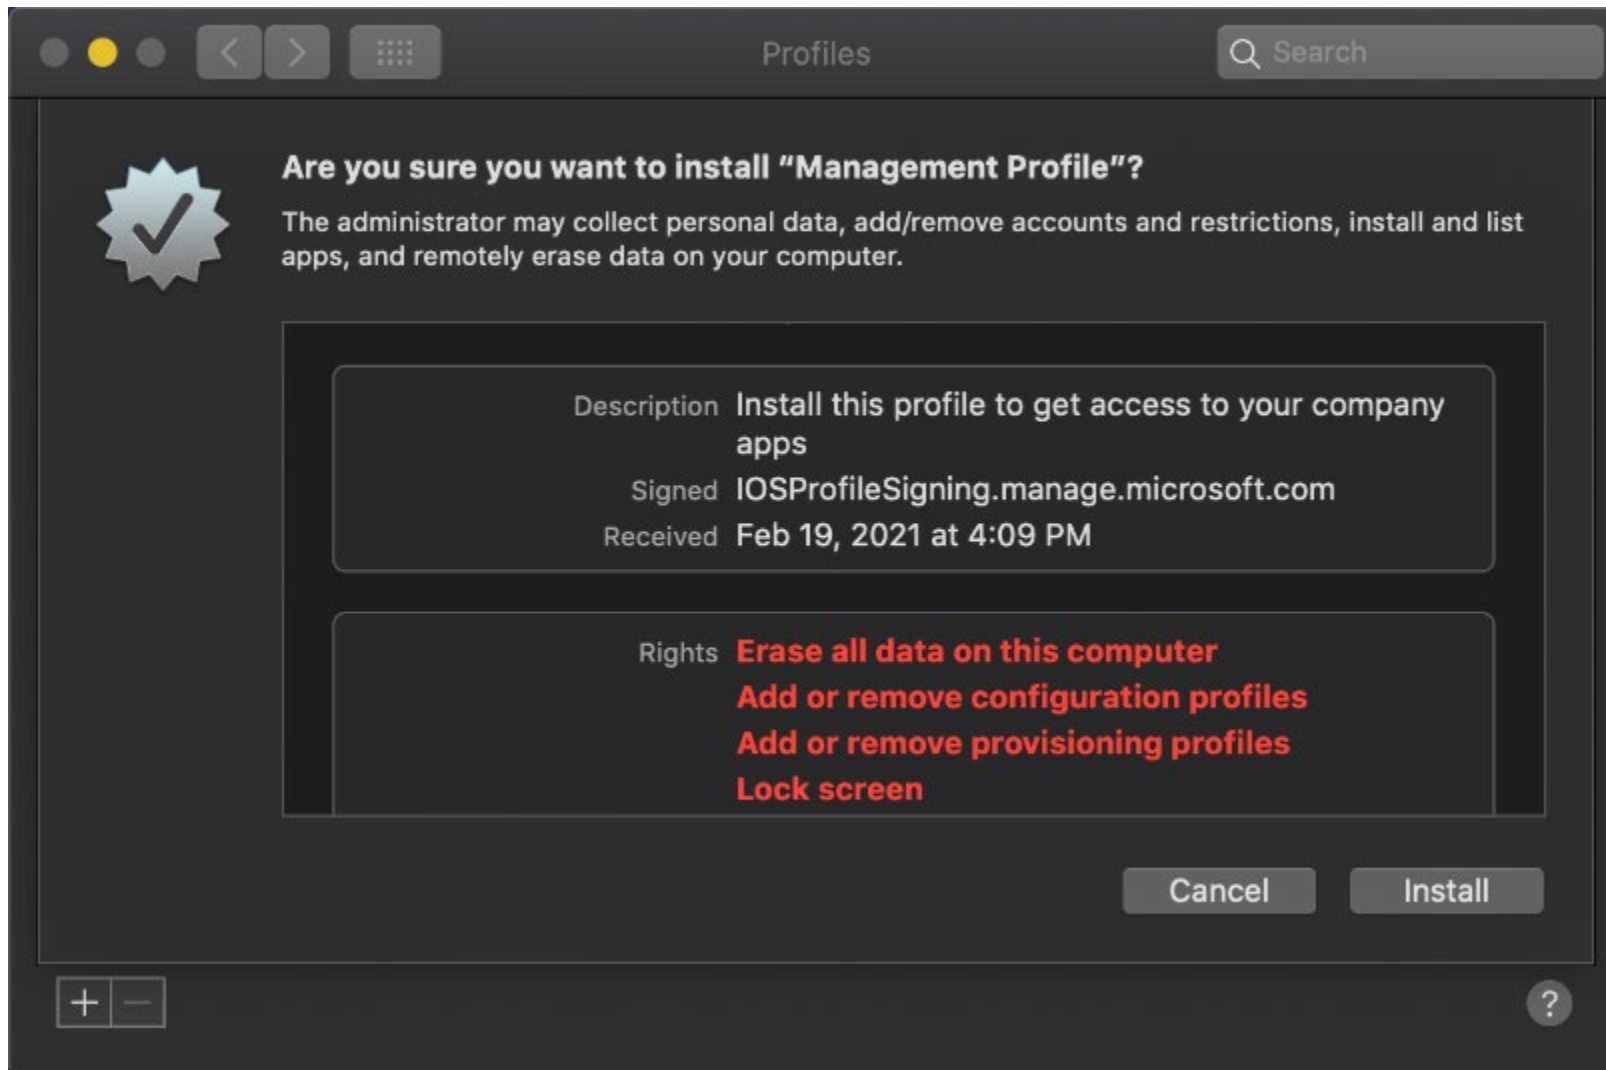 Profiles
Search
Are you sure you want to install “Management Profile”?
The administrator may collect personal data, add/remove accounts and restrictions, install and list
apps, and remotely erase data on your computer.
Description Install this profile to get access to your company
apps
Signed IOSProfileSigning.manage.microsoft.com
Received Feb 19, 2021 at 4:09 PM
Rights Erase all data on this computer
Add or remove configuration profiles
Add or remove provisioning profiles
Lock screen
Cancel Install
+ − ?